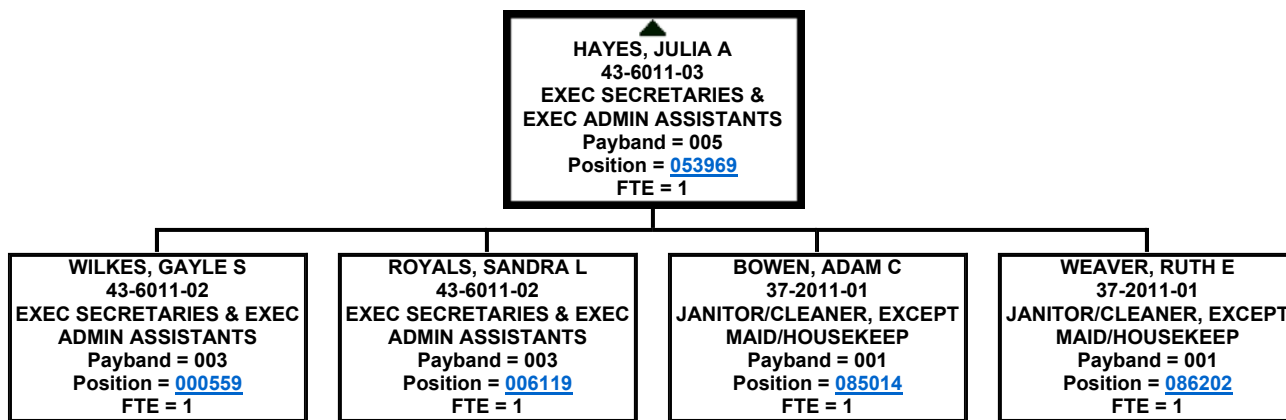 HAYES, JULIA A
43-6011-03
EXEC SECRETARIES &
EXEC ADMIN ASSISTANTS
Payband = 005
Position = 053969
FTE = 1
WILKES, GAYLE S
43-6011-02
EXEC SECRETARIES & EXEC
ADMIN ASSISTANTS
Payband = 003
Position = 000559
FTE = 1
ROYALS, SANDRA L
43-6011-02
EXEC SECRETARIES & EXEC
ADMIN ASSISTANTS
Payband = 003
Position = 006119
FTE = 1
BOWEN, ADAM C
37-2011-01
JANITOR/CLEANER, EXCEPT
MAID/HOUSEKEEP
Payband = 001
Position = 085014
FTE = 1
WEAVER, RUTH E
37-2011-01
JANITOR/CLEANER, EXCEPT
MAID/HOUSEKEEP
Payband = 001
Position = 086202
FTE = 1